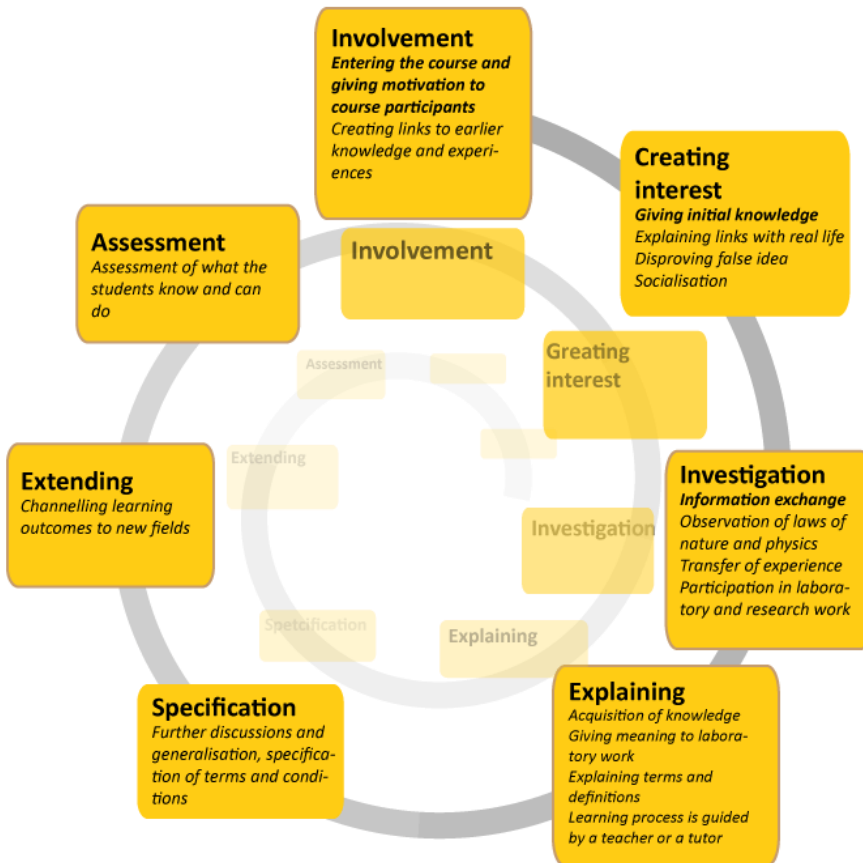 Involvement
Entering the course and
giving motivation to
course participants
Creating links to earlier
knowledge and experi-
ences
Creating
interest
Giving initial knowledge
Explaining links with real life
Disproving false idea
Socialisation
Investigation
Information exchange
Observation of laws of
nature and physics
Transfer of experience
Participation in labora-
tory and research work
Explaining
Acquisition of knowledge
Giving meaning to labora-
tory work
Explaining terms and
definitions
Learning process is guided
by a teacher or a tutor
Specification
Further discussions and
generalisation, specifica-
tion of terms and condi-
tions
Extending
Channelling learning
outcomes to new fields
Assessment
Assessment of what the
students know and can
do
Involvement
Greating
interest
Investigation
Explaining
Spetcification
Extending
Assessment